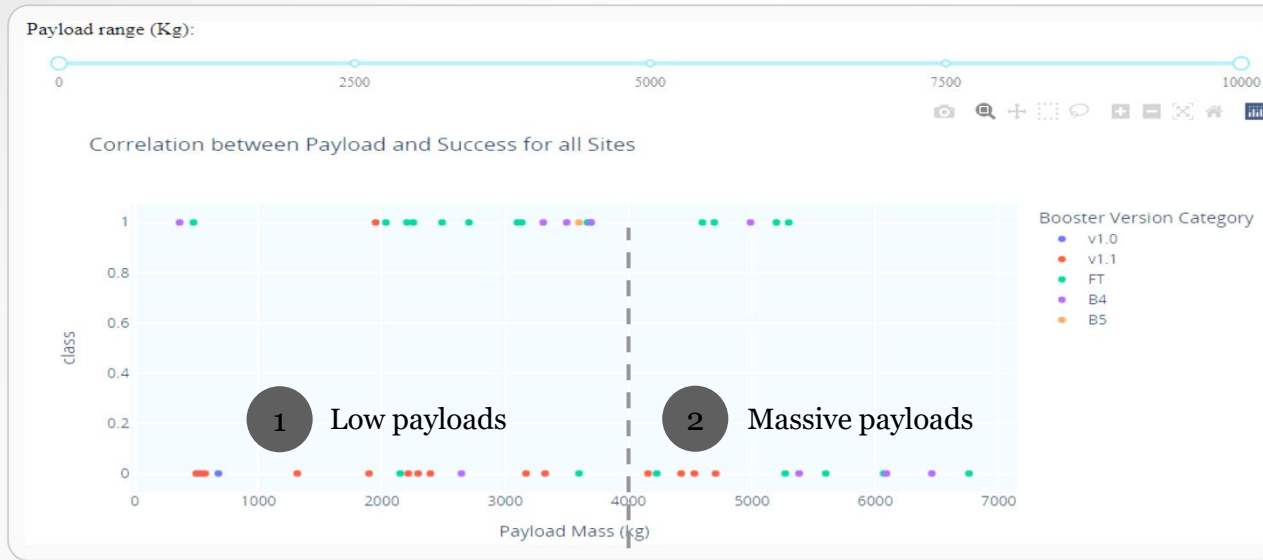 Payload range (Kg):
0 2500 5000 7500 10000
Correlation between Payload and Success for all Sites
Booster Version Category
v1.0
v1.1
FT
B4
B5
1
0.8
0.6
0.4
0.2
0
class
1 Low payloads
2 Massive payloads
0 1000 2000 3000 4000 5000 6000 7000
Payload Mass (kg)